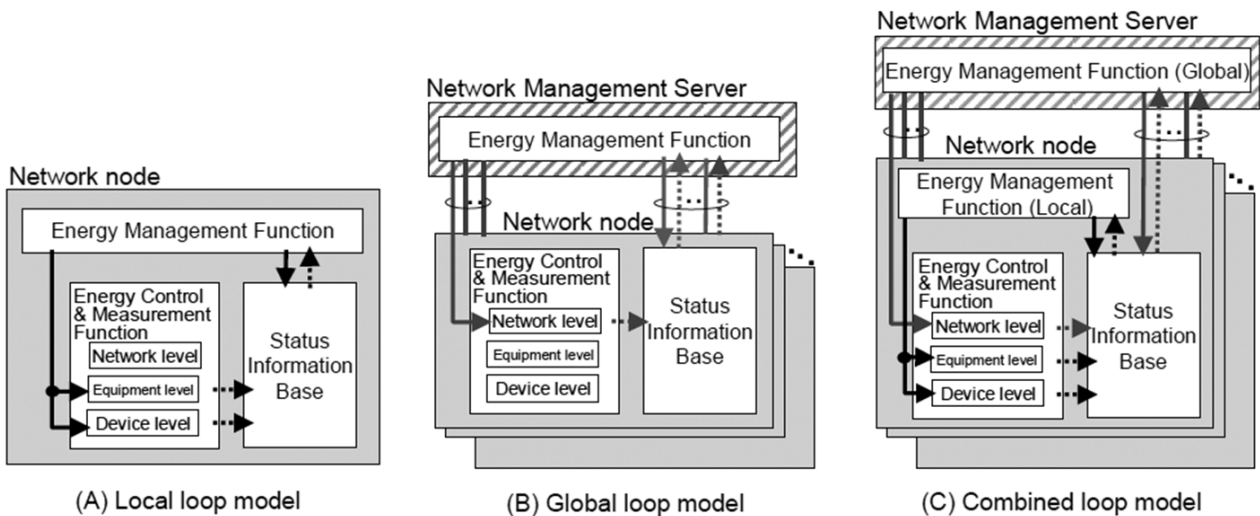 Network node
Energy Management Function
Energy Control
& Measurement
Function
Network level
Equipment level
Device level
Status
Information
Base
(A) Local loop model
Network Management Server
Energy Management Function
Network node
Energy Control
& Measurement
Function
Network level
Equipment level
Device level
Status
Information
Base
(B) Global loop model
Network Management Server
Energy Management Function (Global)
Network node
Energy Management
Function (Local)
Energy Control
& Measurement
Function
Network level
Equipment level
Device level
Status
Information
Base
(C) Combined loop model